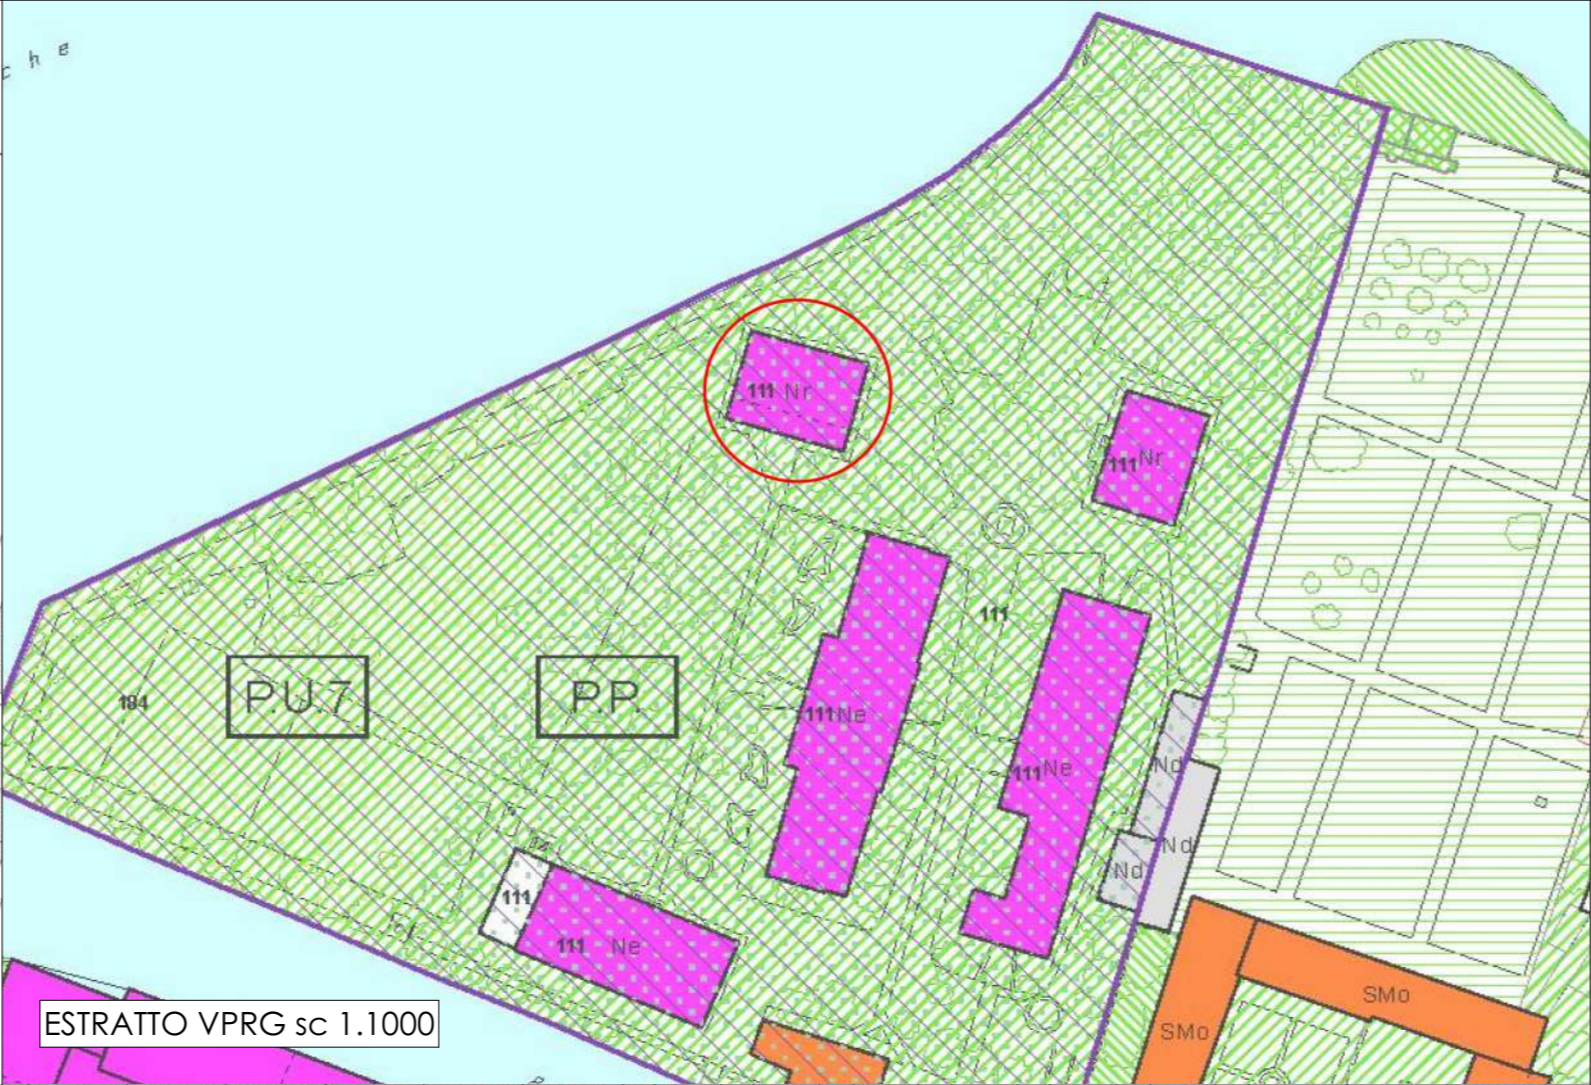 c h e
111 Nr
111 Nr
111
184
P.U.7
P.P.
111 Ne
111 Ne
Nd
Nd
Nd
111
111 Ne
SMo
SMo
ESTRATTO VPRG sc 1.1000